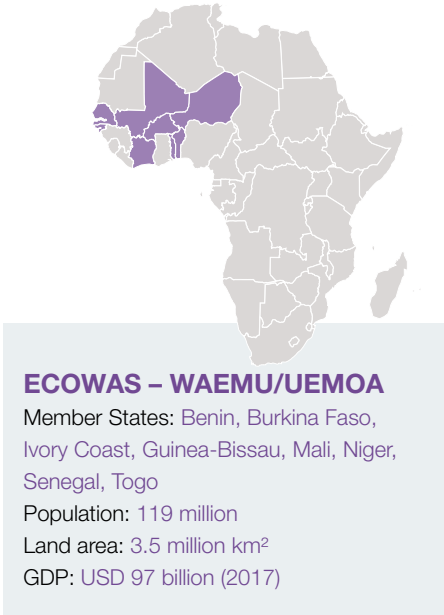 ECOWAS – WAEMU/UEMOA
Member States: Benin, Burkina Faso,
Ivory Coast, Guinea-Bissau, Mali, Niger,
Senegal, Togo
Population: 119 million
Land area: 3.5 million km²
GDP: USD 97 billion (2017)